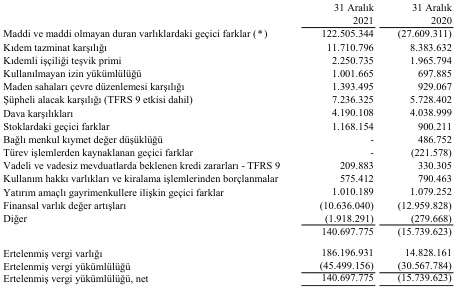 31 Aralık 31 Aralık
2021 2020
Maddi ve maddi olmayan duran varlıklardaki geçici farklar (*) 122.505.344 (27.609.311)
Kıdem tazminat karşılığı 11.710.796 8.383.632
Kıdemli işçiliği teşvik primi 2.250.735 1.965.794
Kullanılmayan izin yükümlülüğü 1.001.665 697.885
Maden sahaları çevre düzenlemesi karşılığı 1.393.495 929.067
Şüpheli alacak karşılığı (TFRS 9 etkisi dahil) 7.236.325 5.728.402
Dava karşılıkları 4.190.108 4.038.999
Stoklardaki geçici farklar 1.168.154 900.211
Bağlı menkul kıymet değer düşüklüğü - 486.752
Türev işlemlerden kaynaklanan geçici farklar - (221.578)
Vadeli ve vadesiz mevduatlarda beklenen kredi zararları - TFRS 9 209.883 330.305
Kullanım hakkı varlıkları ve kiralama işlemlerinden borçlanmalar 575.412 790.463
Yatırım amaçlı gayrimenkullere ilişkin geçici farklar 1.010.189 1.079.252
Finansal varlık değer artışları (10.636.040) (12.959.828)
Diğer (1.918.291) (279.668)
140.697.775 (15.739.623)
Ertelenmiş vergi varlığı 186.196.931 14.828.161
Ertelenmiş vergi yükümlülüğü (45.499.156) (30.567.784)
Ertelenmiş vergi yükümlülüğü, net 140.697.775 (15.739.623)